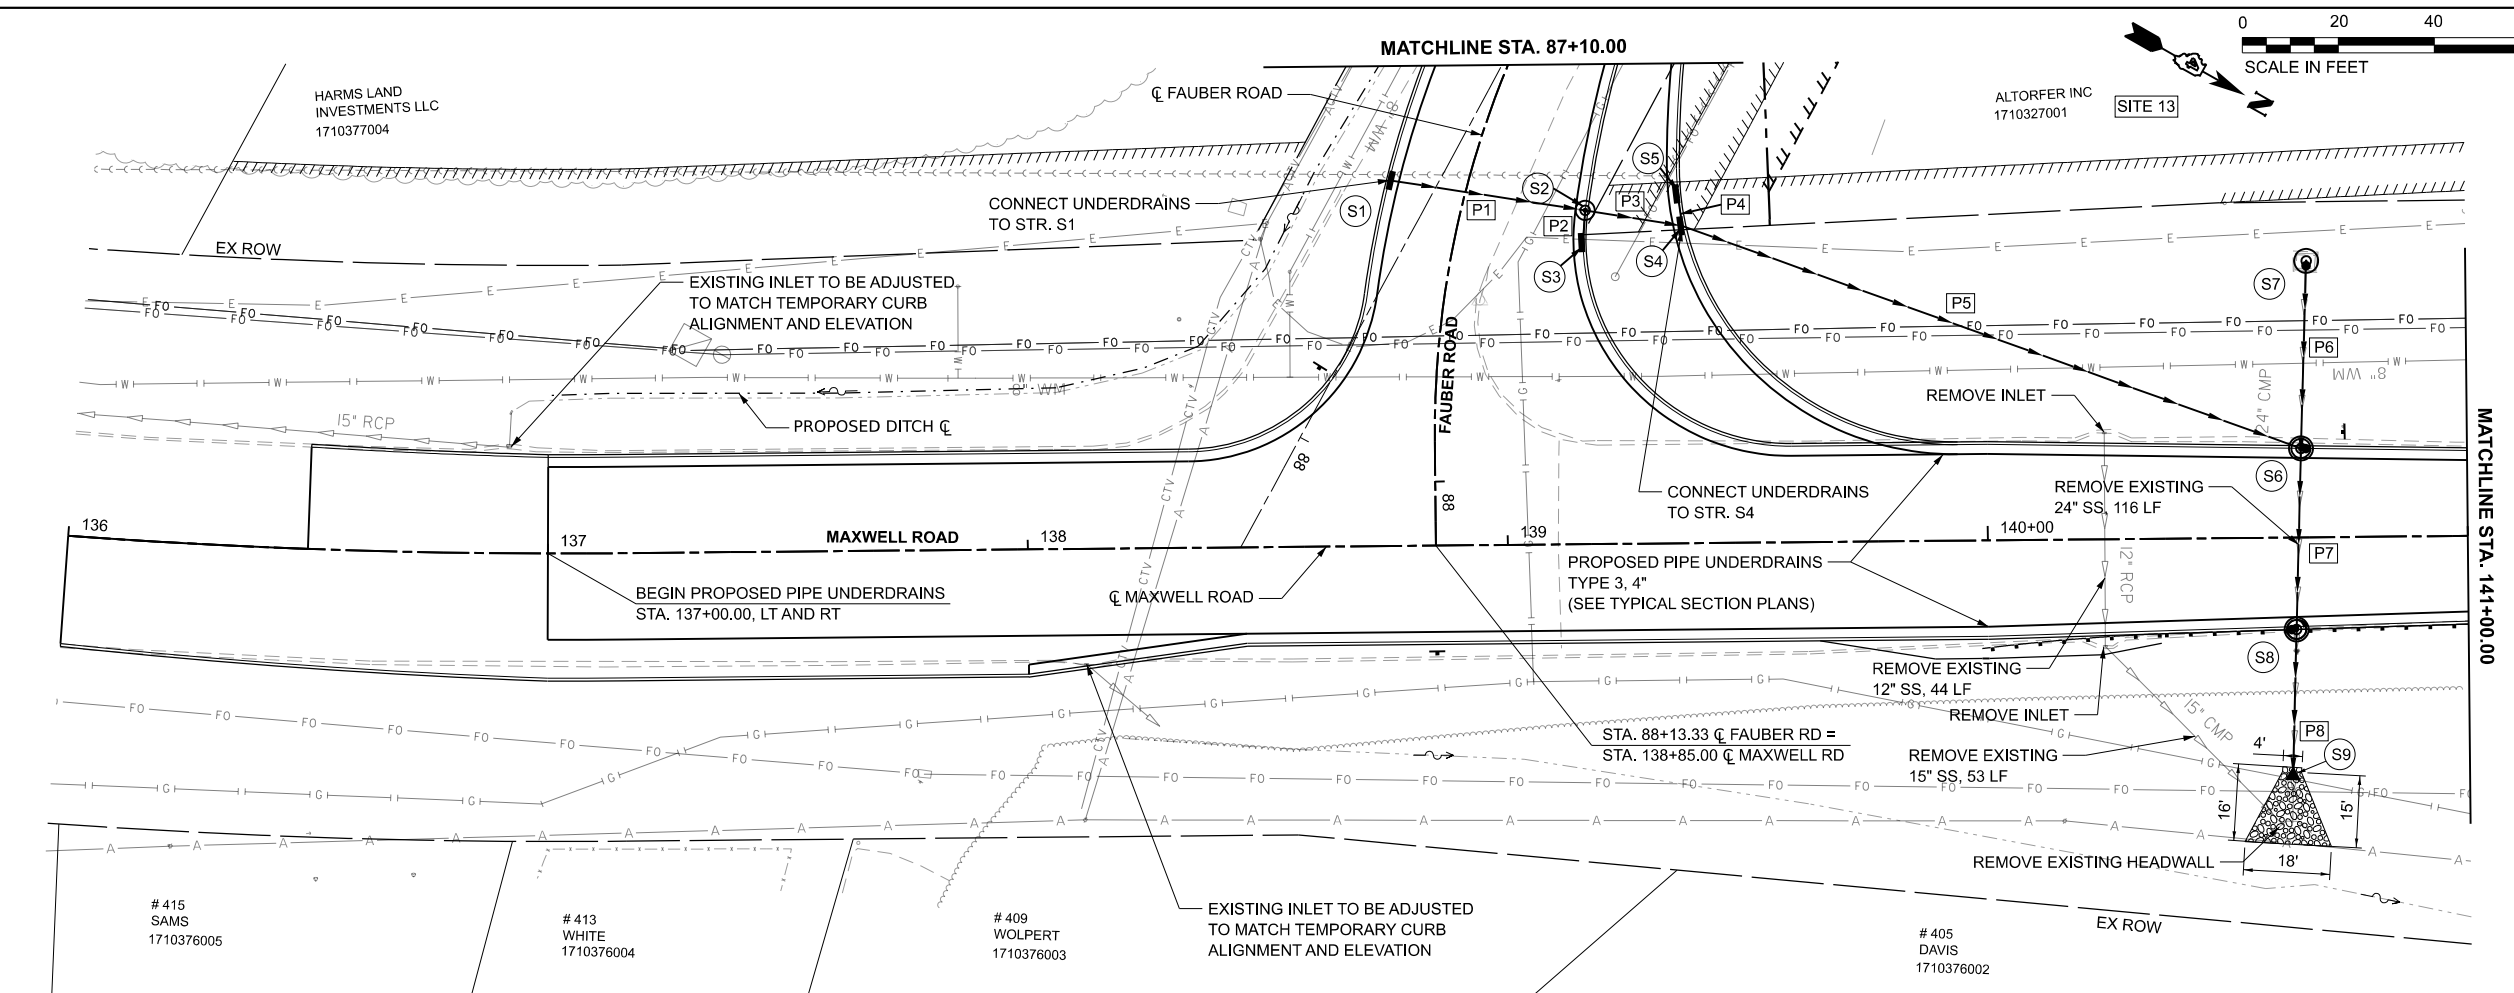 MATCHLINE STA. 87+10.00
0 20 40
SCALE IN FEET
N
HARMS LAND
INVESTMENTS LLC
1710377004
℄ FAUBER ROAD
ALTORFER INC
1710327001
SITE 13
8" WM
CTV
CONNECT UNDERDRAINS
TO STR. S1
S1
P1
S2
P2
P3
S5
P4
S3
S4
EX ROW
EXISTING INLET TO BE ADJUSTED
TO MATCH TEMPORARY CURB
ALIGNMENT AND ELEVATION
P5
S7
P6
FAUBER ROAD
8" WM
8" WM
24" CMP
15" RCP
PROPOSED DITCH ℄
REMOVE INLET
88
88
CONNECT UNDERDRAINS
TO STR. S4
S6
REMOVE EXISTING
24" SS, 116 LF
MATCHLINE STA. 141+00.00
136
137
MAXWELL ROAD
138
139
140+00
P7
12" RCP
BEGIN PROPOSED PIPE UNDERDRAINS
STA. 137+00.00, LT AND RT
℄ MAXWELL ROAD
PROPOSED PIPE UNDERDRAINS
TYPE 3, 4"
(SEE TYPICAL SECTION PLANS)
S8
REMOVE EXISTING
12" SS, 44 LF
REMOVE INLET
15" CMP
STA. 88+13.33 ℄ FAUBER RD =
STA. 138+85.00 ℄ MAXWELL RD
REMOVE EXISTING
15" SS, 53 LF
P8
4'
S9
16'
15'
18'
REMOVE EXISTING HEADWALL
EX ROW
# 415
SAMS
1710376005
# 413
WHITE
1710376004
# 409
WOLPERT
1710376003
EXISTING INLET TO BE ADJUSTED
TO MATCH TEMPORARY CURB
ALIGNMENT AND ELEVATION
# 405
DAVIS
1710376002